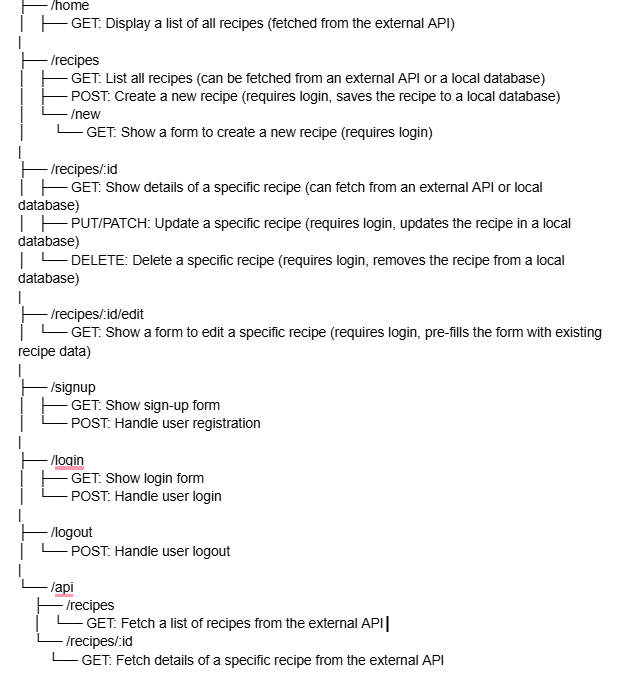 ├── /home
│   ├── GET: Display a list of all recipes (fetched from the external API)
|
├── /recipes
│   ├── GET: List all recipes (can be fetched from an external API or a local database)
│   ├── POST: Create a new recipe (requires login, saves the recipe to a local database)
│   └── /new
│       └── GET: Show a form to create a new recipe (requires login)
|
├── /recipes/:id
│   ├── GET: Show details of a specific recipe (can fetch from an external API or local
database)
│   ├── PUT/PATCH: Update a specific recipe (requires login, updates the recipe in a local
database)
│   └── DELETE: Delete a specific recipe (requires login, removes the recipe from a local
database)
|
├── /recipes/:id/edit
│   └── GET: Show a form to edit a specific recipe (requires login, pre-fills the form with existing
recipe data)
|
├── /signup
│   ├── GET: Show sign-up form
│   └── POST: Handle user registration
|
├── /login
│   ├── GET: Show login form
│   └── POST: Handle user login
|
├── /logout
│   └── POST: Handle user logout
|
└── /api
    ├── /recipes
    │   └── GET: Fetch a list of recipes from the external API
    └── /recipes/:id
        └── GET: Fetch details of a specific recipe from the external API